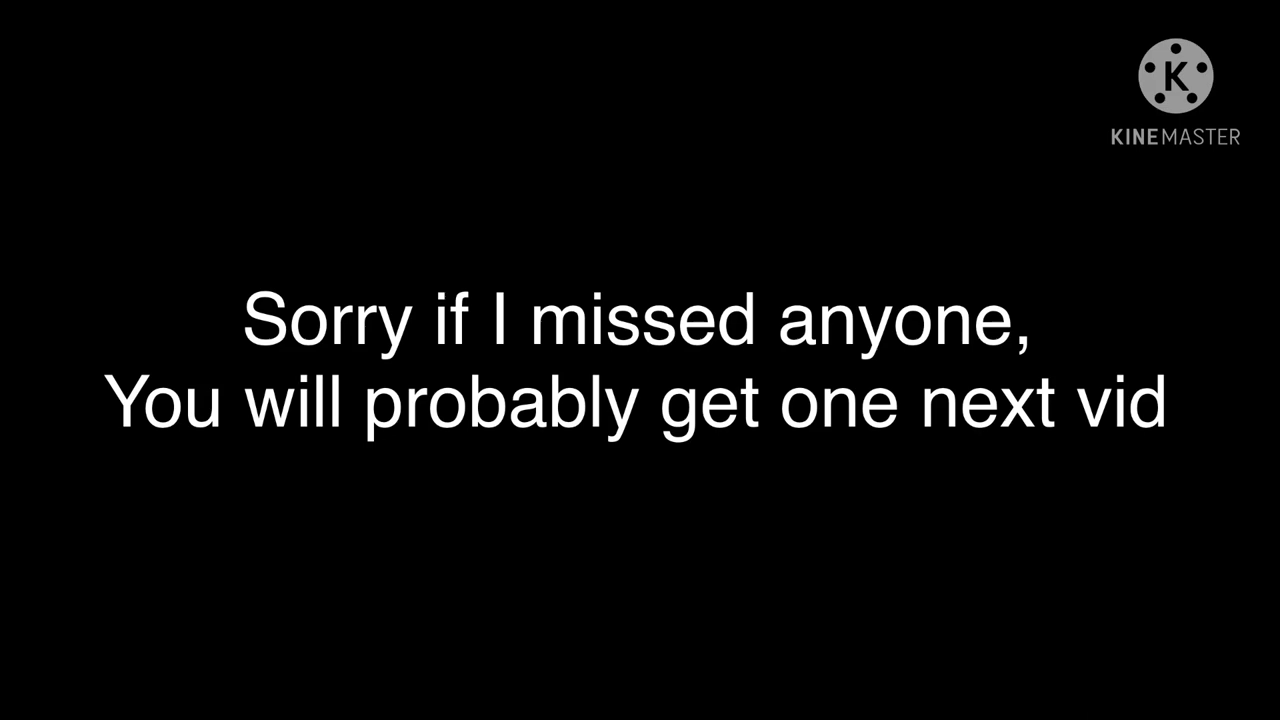 K
KINEMASTER
Sorry if I missed anyone,
You will probably get one next vid